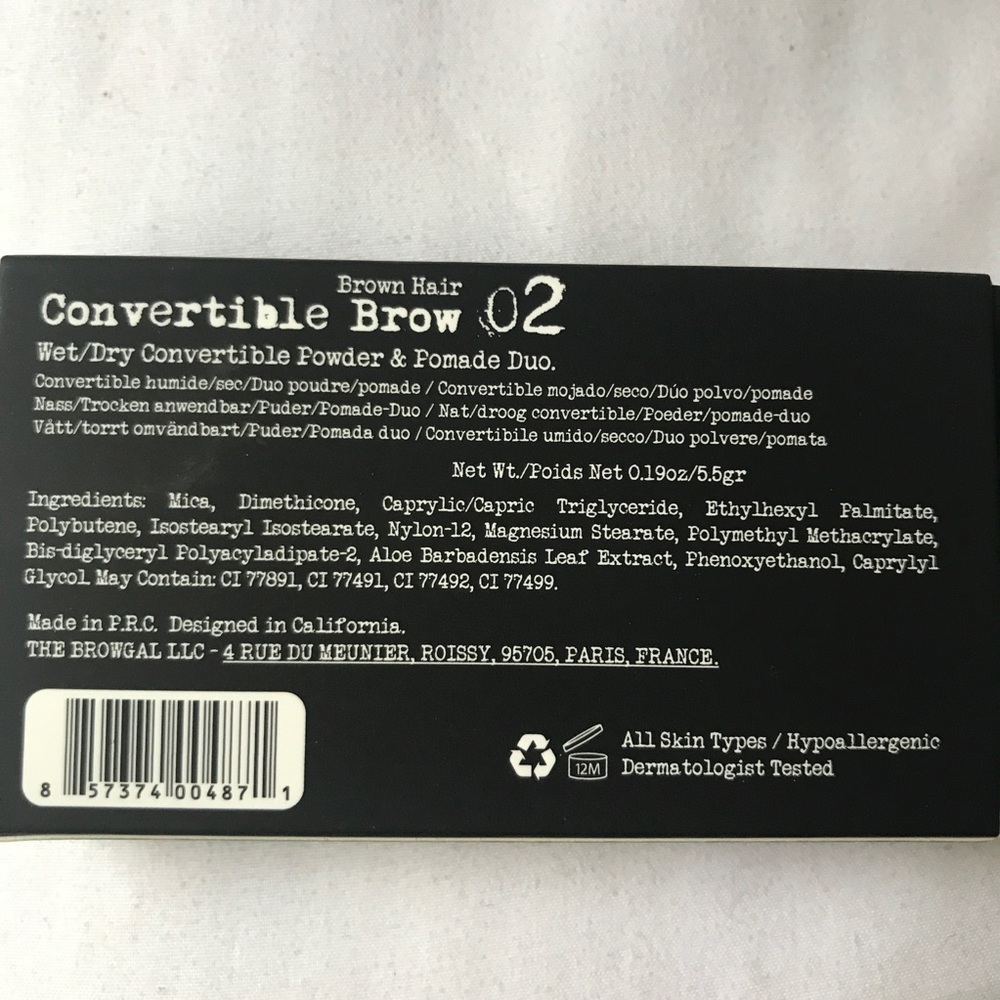 Brown Hair
Convertible Brow 02
Wet/Dry Convertible Powder & Pomade Duo.
Convertible humide/sec/Duo poudre/pomade / Convertible mojado/seco/Dúo polvo/pomade
Nass/Trocken anwendbar/Puder/Pomade-Duo / Nat/droog convertible/Poeder/pomade-duo
Vått/torrt omvändbart/Puder/Pomada duo / Convertibile umido/secco/Duo polvere/pomata
Net Wt./Poids Net 0.19oz/5.5gr
Ingredients: Mica, Dimethicone, Caprylic/Capric Triglyceride, Ethylhexyl Palmitate,
Polybutene, Isostearyl Isostearate, Nylon-12, Magnesium Stearate, Polymethyl Methacrylate,
Bis-diglyceryl Polyacyladipate-2, Aloe Barbadensis Leaf Extract, Phenoxyethanol, Caprylyl
Glycol May Contain: CI 77891, CI 77491, CI 77492, CI 77499.
Made in P.R.C. Designed in California.
THE BROWGAL LLC - 4 RUE DU MEUNIER, ROISSY, 95705, PARIS, FRANCE.
All Skin Types / Hypoallergenic
12M Dermatologist Tested
8 57374 00487 1